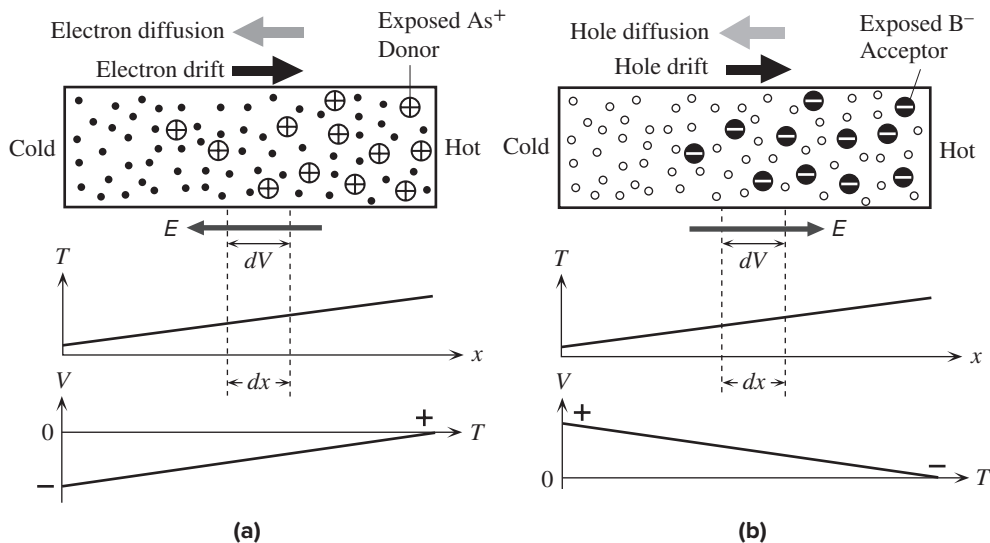 Exposed As⁺
Donor
Electron diffusion
Electron drift
Cold
Hot
E
dV
T
x
dx
V
0
+
−
T
(a)
Exposed B⁻
Acceptor
Hole diffusion
Hole drift
Cold
Hot
E
dV
T
x
dx
V
+
−
0
T
(b)